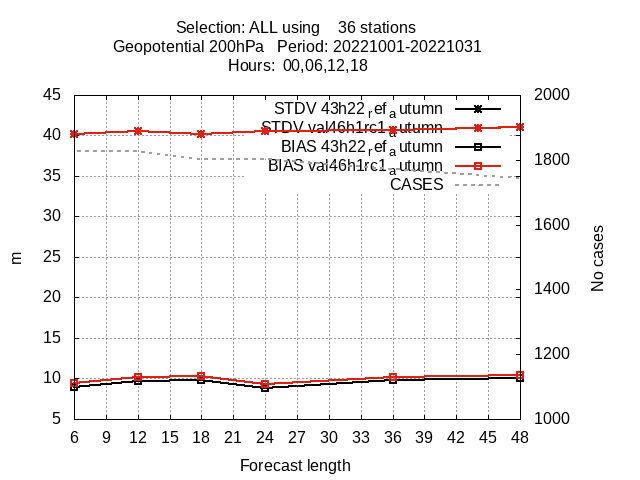 Selection: ALL using 36 stations
Geopotential 200hPa Period: 20221001-20221031
Hours: 00,06,12,18
45 2000
STDV 43h22_ref_autumn
STDV val46h1rc1_autumn
BIAS 43h22_ref_autumn
BIAS val46h1rc1_autumn
CASES
40
35 1800
30
1600
25
20 1400
15
1200
10
5 1000
m
No cases
6 9 12 15 18 21 24 27 30 33 36 39 42 45 48
Forecast length